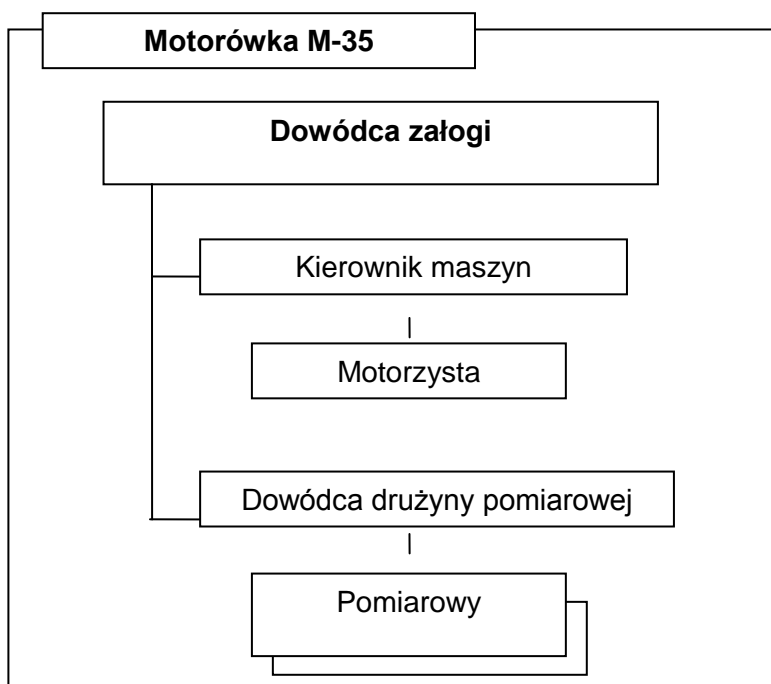 Motorówka M-35
Dowódca załogi
Kierownik maszyn
Motorzysta
Dowódca drużyny pomiarowej
Pomiarowy